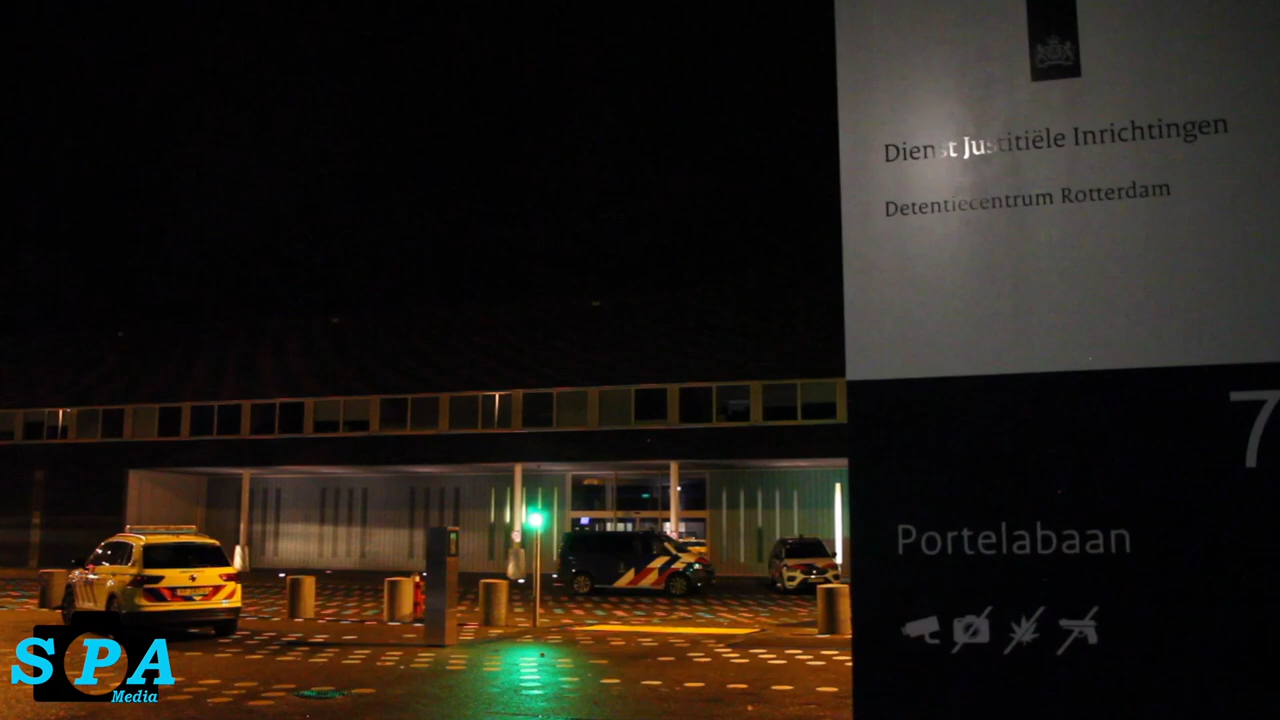 Dienst Justitiële Inrichtingen
Detentiecentrum Rotterdam
7
Portelabaan
SPA
Media